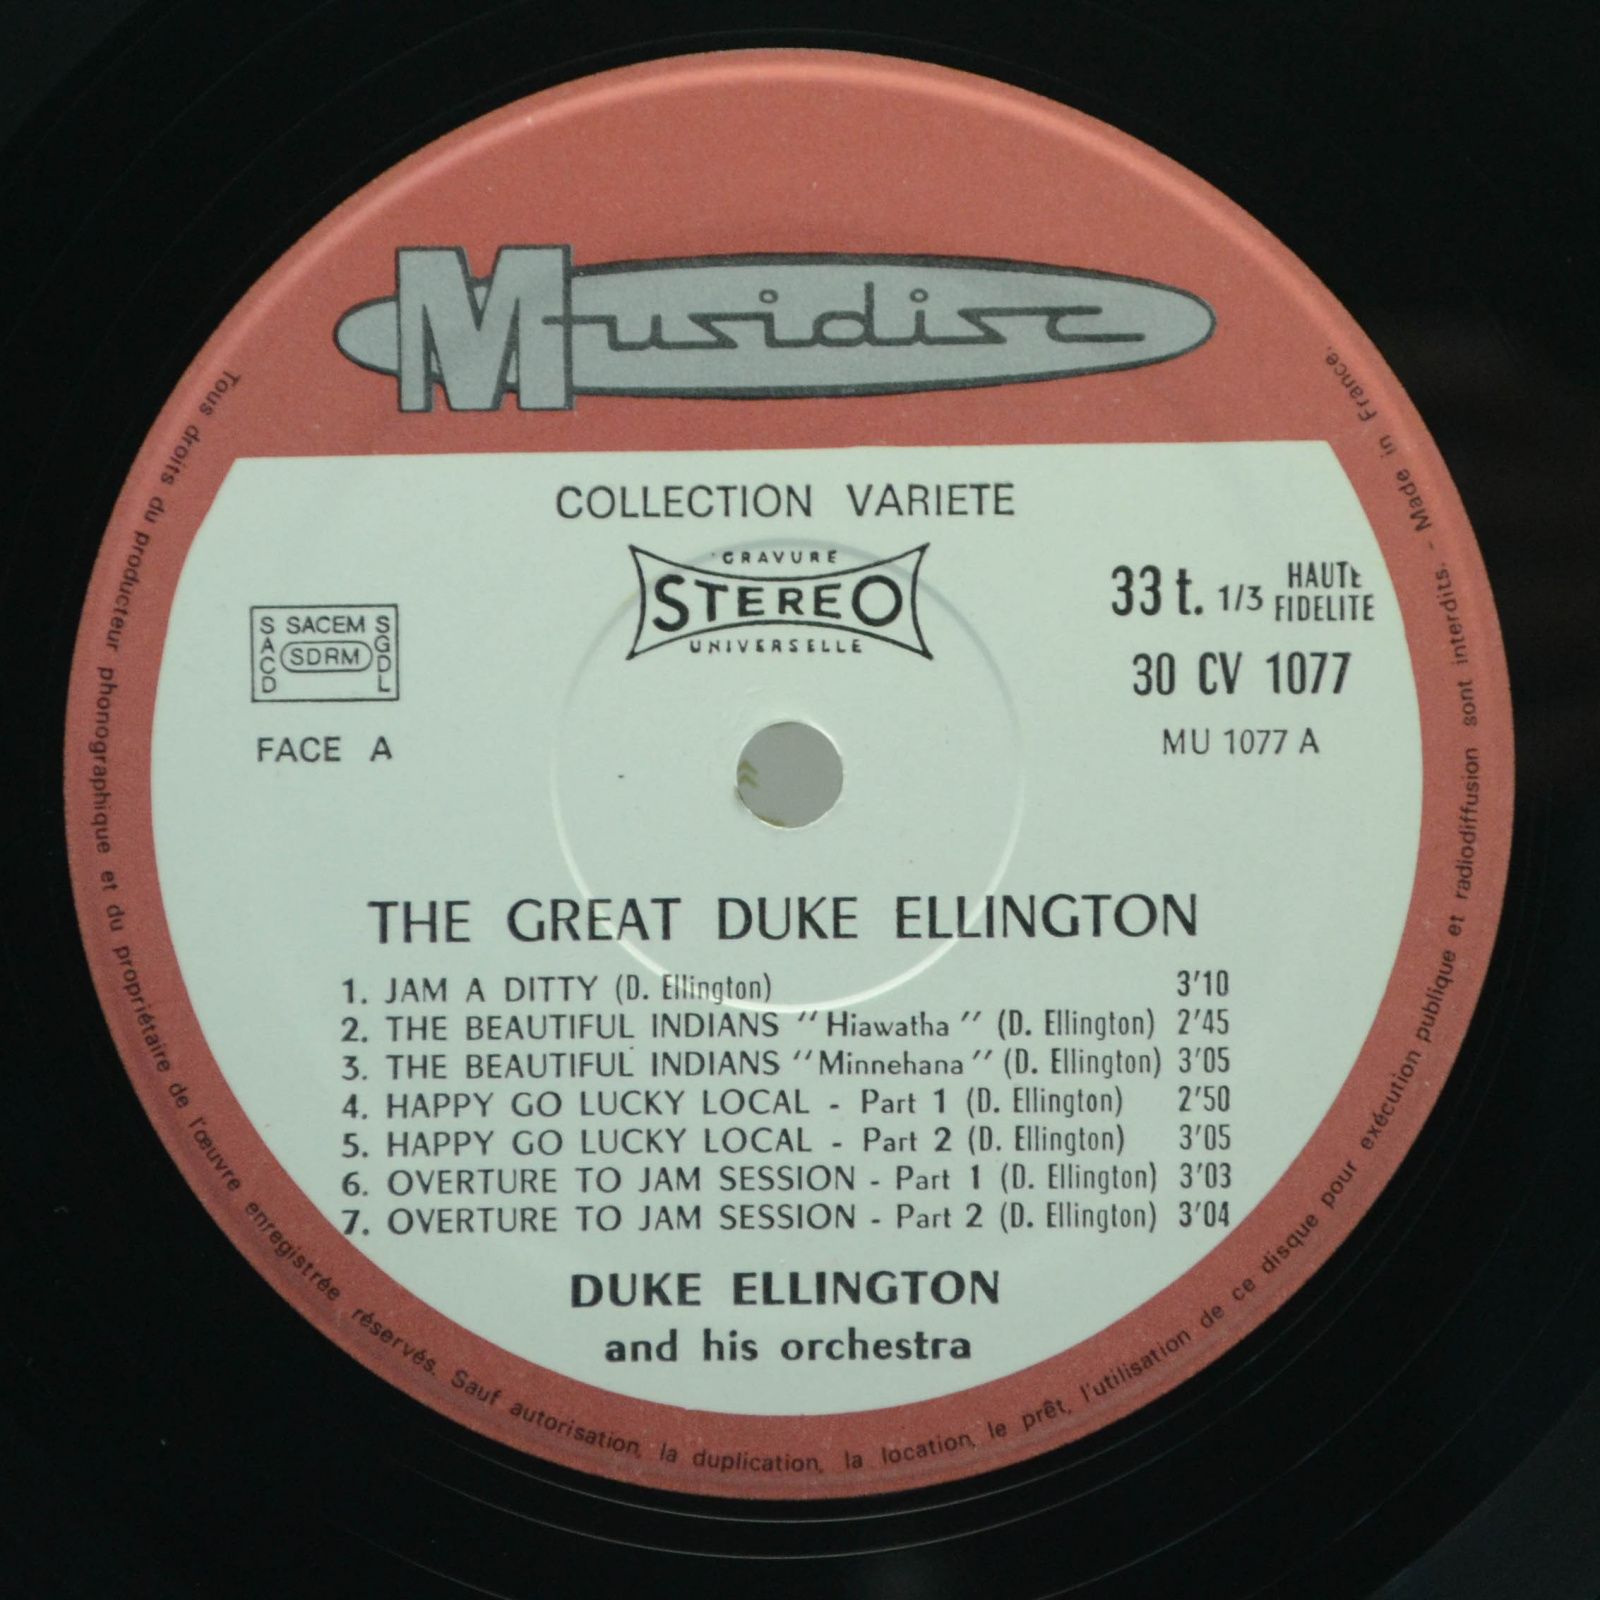 Musidisc
COLLECTION VARIETE
GRAVURE
STEREO
UNIVERSELLE
33 t. 1/3 HAUTE FIDELITE
30 CV 1077
MU 1077 A
SACEM
SACD
SDRM
SGDL
FACE A
THE GREAT DUKE ELLINGTON
1. JAM A DITTY (D. Ellington) 3'10
2. THE BEAUTIFUL INDIANS "Hiawatha" (D. Ellington) 2'45
3. THE BEAUTIFUL INDIANS "Minnehana" (D. Ellington) 3'05
4. HAPPY GO LUCKY LOCAL - Part 1 (D. Ellington) 2'50
5. HAPPY GO LUCKY LOCAL - Part 2 (D. Ellington) 3'05
6. OVERTURE TO JAM SESSION - Part 1 (D. Ellington) 3'03
7. OVERTURE TO JAM SESSION - Part 2 (D. Ellington) 3'04
DUKE ELLINGTON
and his orchestra
Tous droits du producteur phonographique et du propriétaire de l'œuvre enregistrée réservés. Sauf autorisation, la duplication, la location, le prêt, l'utilisation de ce disque pour exécution publique et radiodiffusion sont interdits. - Made in France.